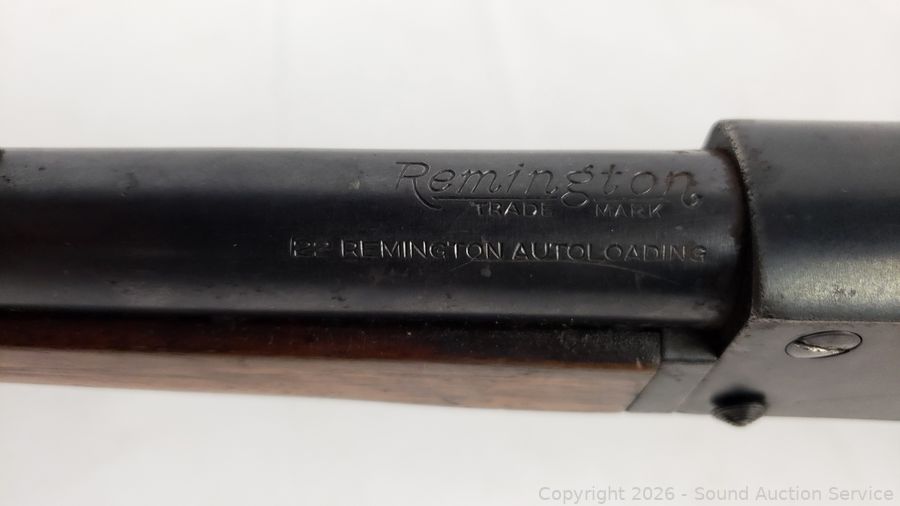 Remington
TRADE MARK
.22 REMINGTON AUTOLOADING
Copyright © 2026 - Sound Auction Service